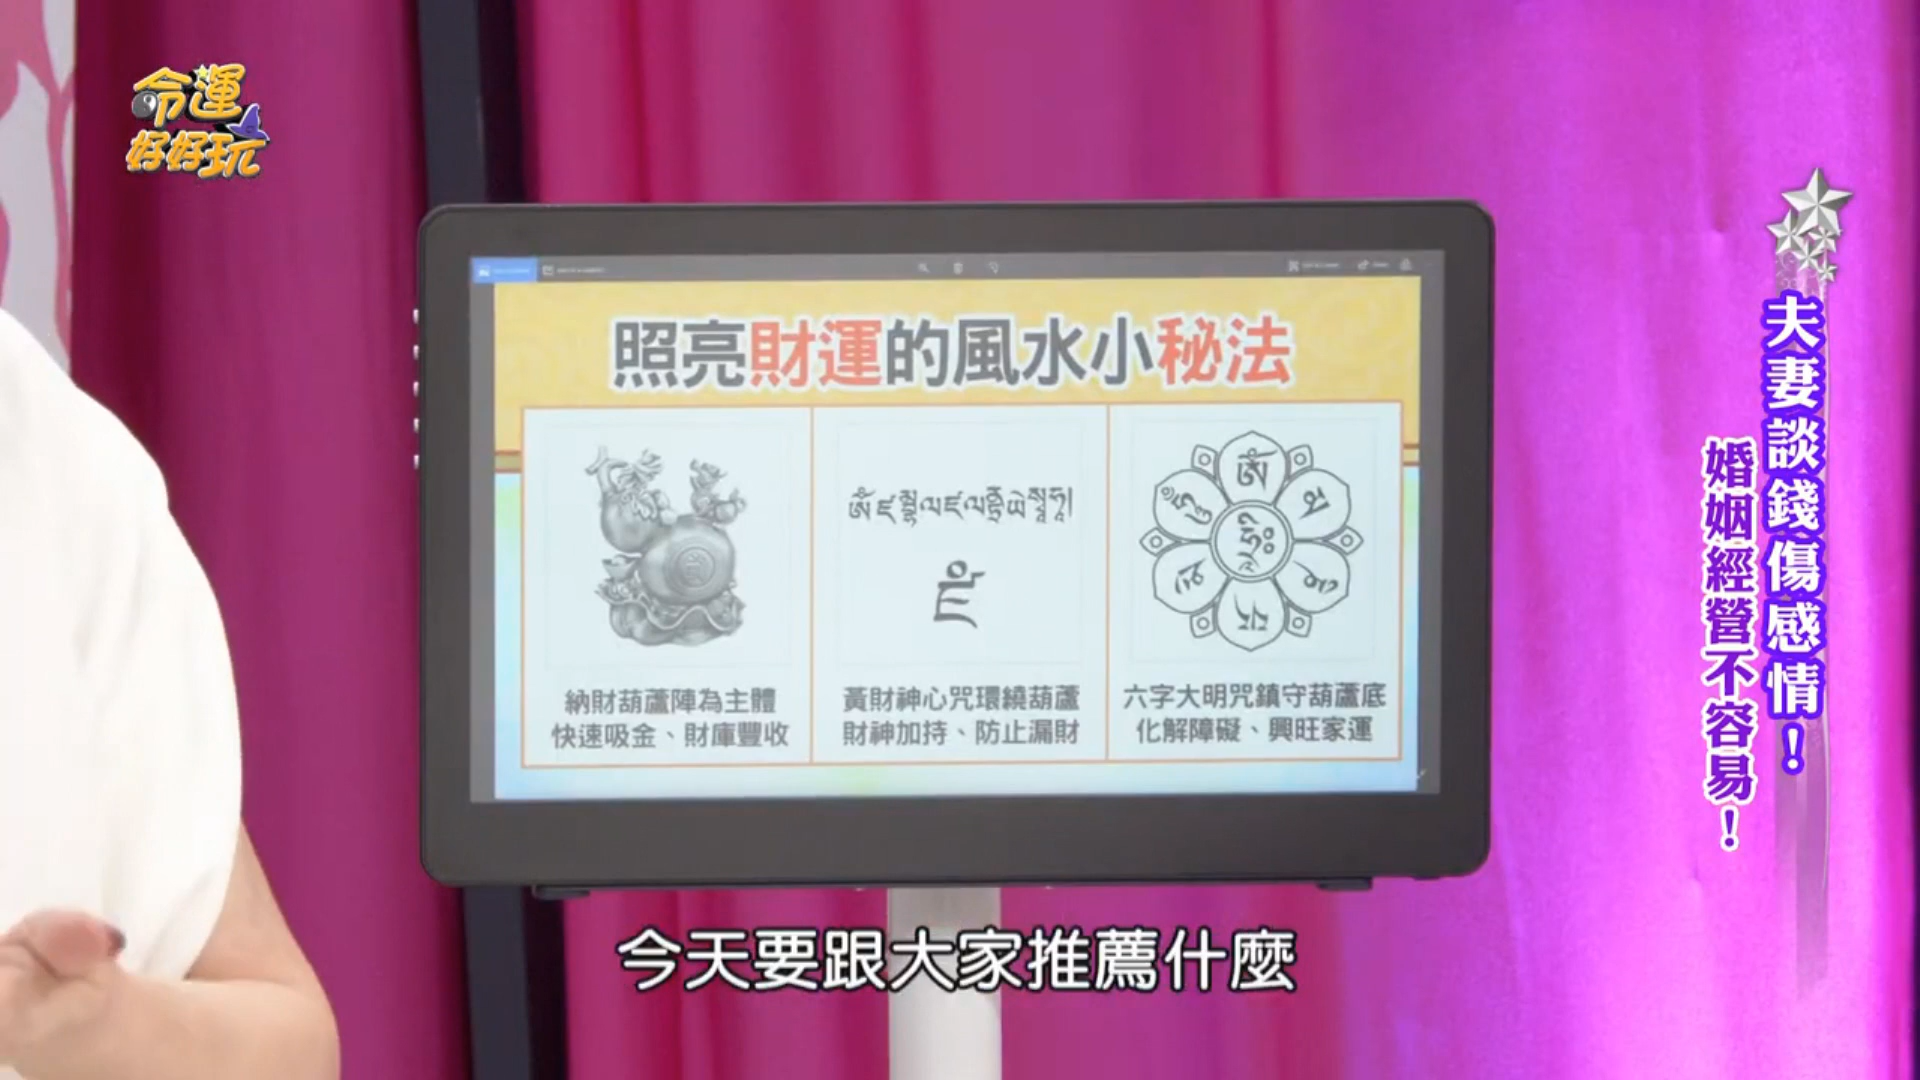 命運
好好玩
夫妻談錢傷感情！
婚姻經營不容易！
照亮財運的風水小秘法
ༀ་ཛམྦྷ་ལ་ཛ་ལེནྡྲ་ཡེ་སྭཱཧཱ།
ཛཾ
納財葫蘆陣為主體
快速吸金、財庫豐收
黃財神心咒環繞葫蘆
財神加持、防止漏財
六字大明咒鎮守葫蘆底
化解障礙、興旺家運
今天要跟大家推薦什麼